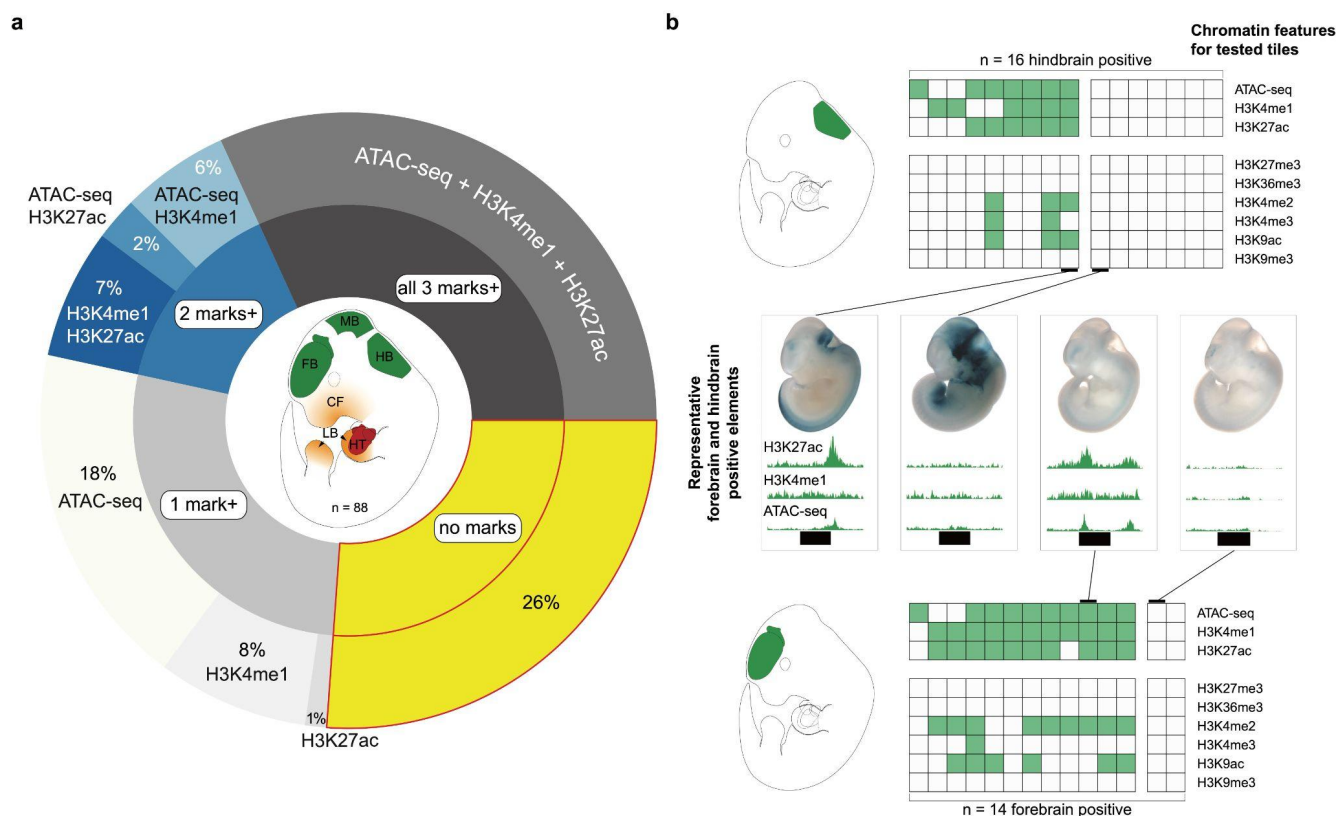 a
ATAC-seq + H3K4me1 + H3K27ac
6%
ATAC-seq
H3K4me1
ATAC-seq
H3K27ac
2%
7%
H3K4me1
H3K27ac
2 marks+
all 3 marks+
MB
FB
HB
CF
LB
HT
n = 88
18%
ATAC-seq
1 mark+
no marks
26%
8%
H3K4me1
1%
H3K27ac
b
Chromatin features
for tested tiles
n = 16 hindbrain positive
ATAC-seq
H3K4me1
H3K27ac
H3K27me3
H3K36me3
H3K4me2
H3K4me3
H3K9ac
H3K9me3
Representative
forebrain and hindbrain
positive elements
H3K27ac
H3K4me1
ATAC-seq
ATAC-seq
H3K4me1
H3K27ac
H3K27me3
H3K36me3
H3K4me2
H3K4me3
H3K9ac
H3K9me3
n = 14 forebrain positive